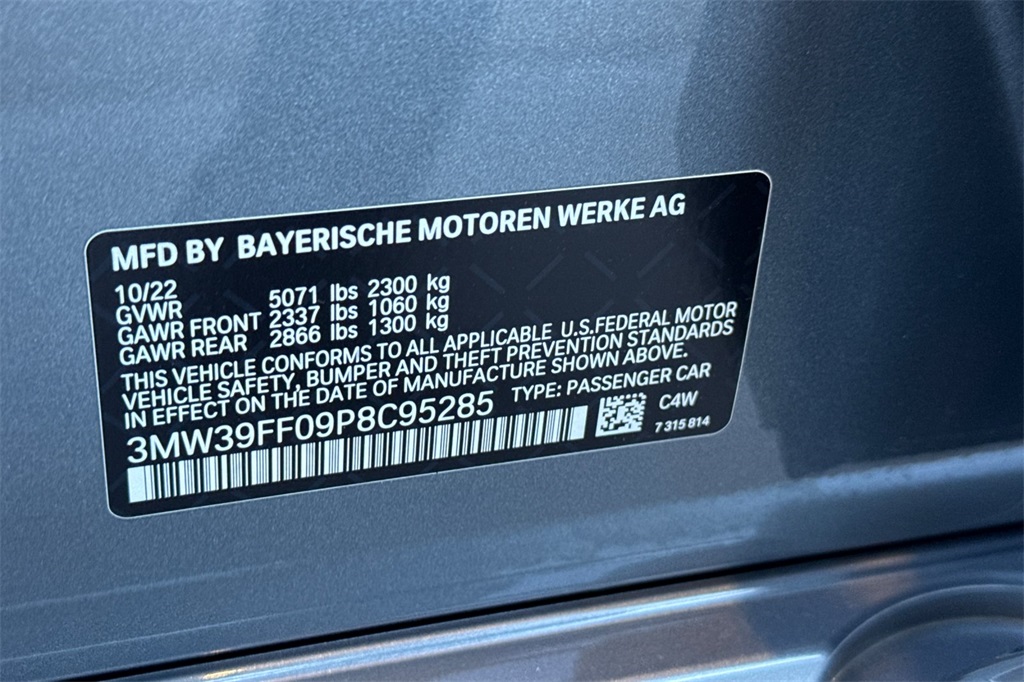 MFD BY BAYERISCHE MOTOREN WERKE AG
10/22
GVWR 5071 lbs 2300 kg
GAWR FRONT 2337 lbs 1060 kg
GAWR REAR 2866 lbs 1300 kg
THIS VEHICLE CONFORMS TO ALL APPLICABLE U.S.FEDERAL MOTOR
VEHICLE SAFETY, BUMPER AND THEFT PREVENTION STANDARDS
IN EFFECT ON THE DATE OF MANUFACTURE SHOWN ABOVE.
3MW39FF09P8C95285 TYPE: PASSENGER CAR
C4W
7 315 814